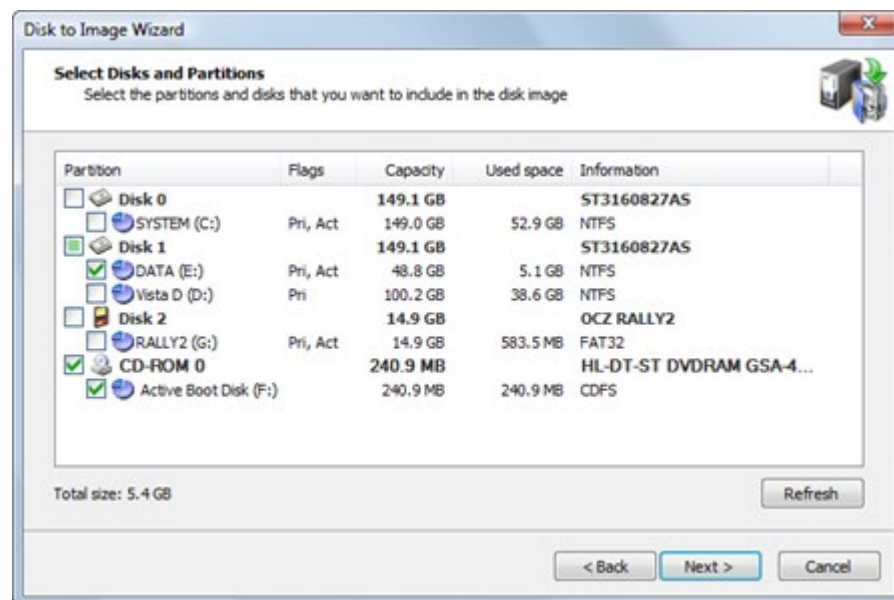 Disk to Image Wizard
Select Disks and Partitions
Select the partitions and disks that you want to include in the disk image
Partition Flags Capacity Used space Information
Disk 0 149.1 GB ST3160827AS
SYSTEM (C:) Pri, Act 149.0 GB 52.9 GB NTFS
Disk 1 149.1 GB ST3160827AS
DATA (E:) Pri, Act 48.8 GB 5.1 GB NTFS
Vista D (D:) Pri 100.2 GB 38.6 GB NTFS
Disk 2 14.9 GB OCZ RALLY2
RALLY2 (G:) Pri, Act 14.9 GB 583.5 MB FAT32
CD-ROM 0 240.9 MB HL-DT-ST DVDRAM GSA-4...
Active Boot Disk (F:) 240.9 MB 240.9 MB CDFS
Total size: 5.4 GB
Refresh
< Back Next > Cancel